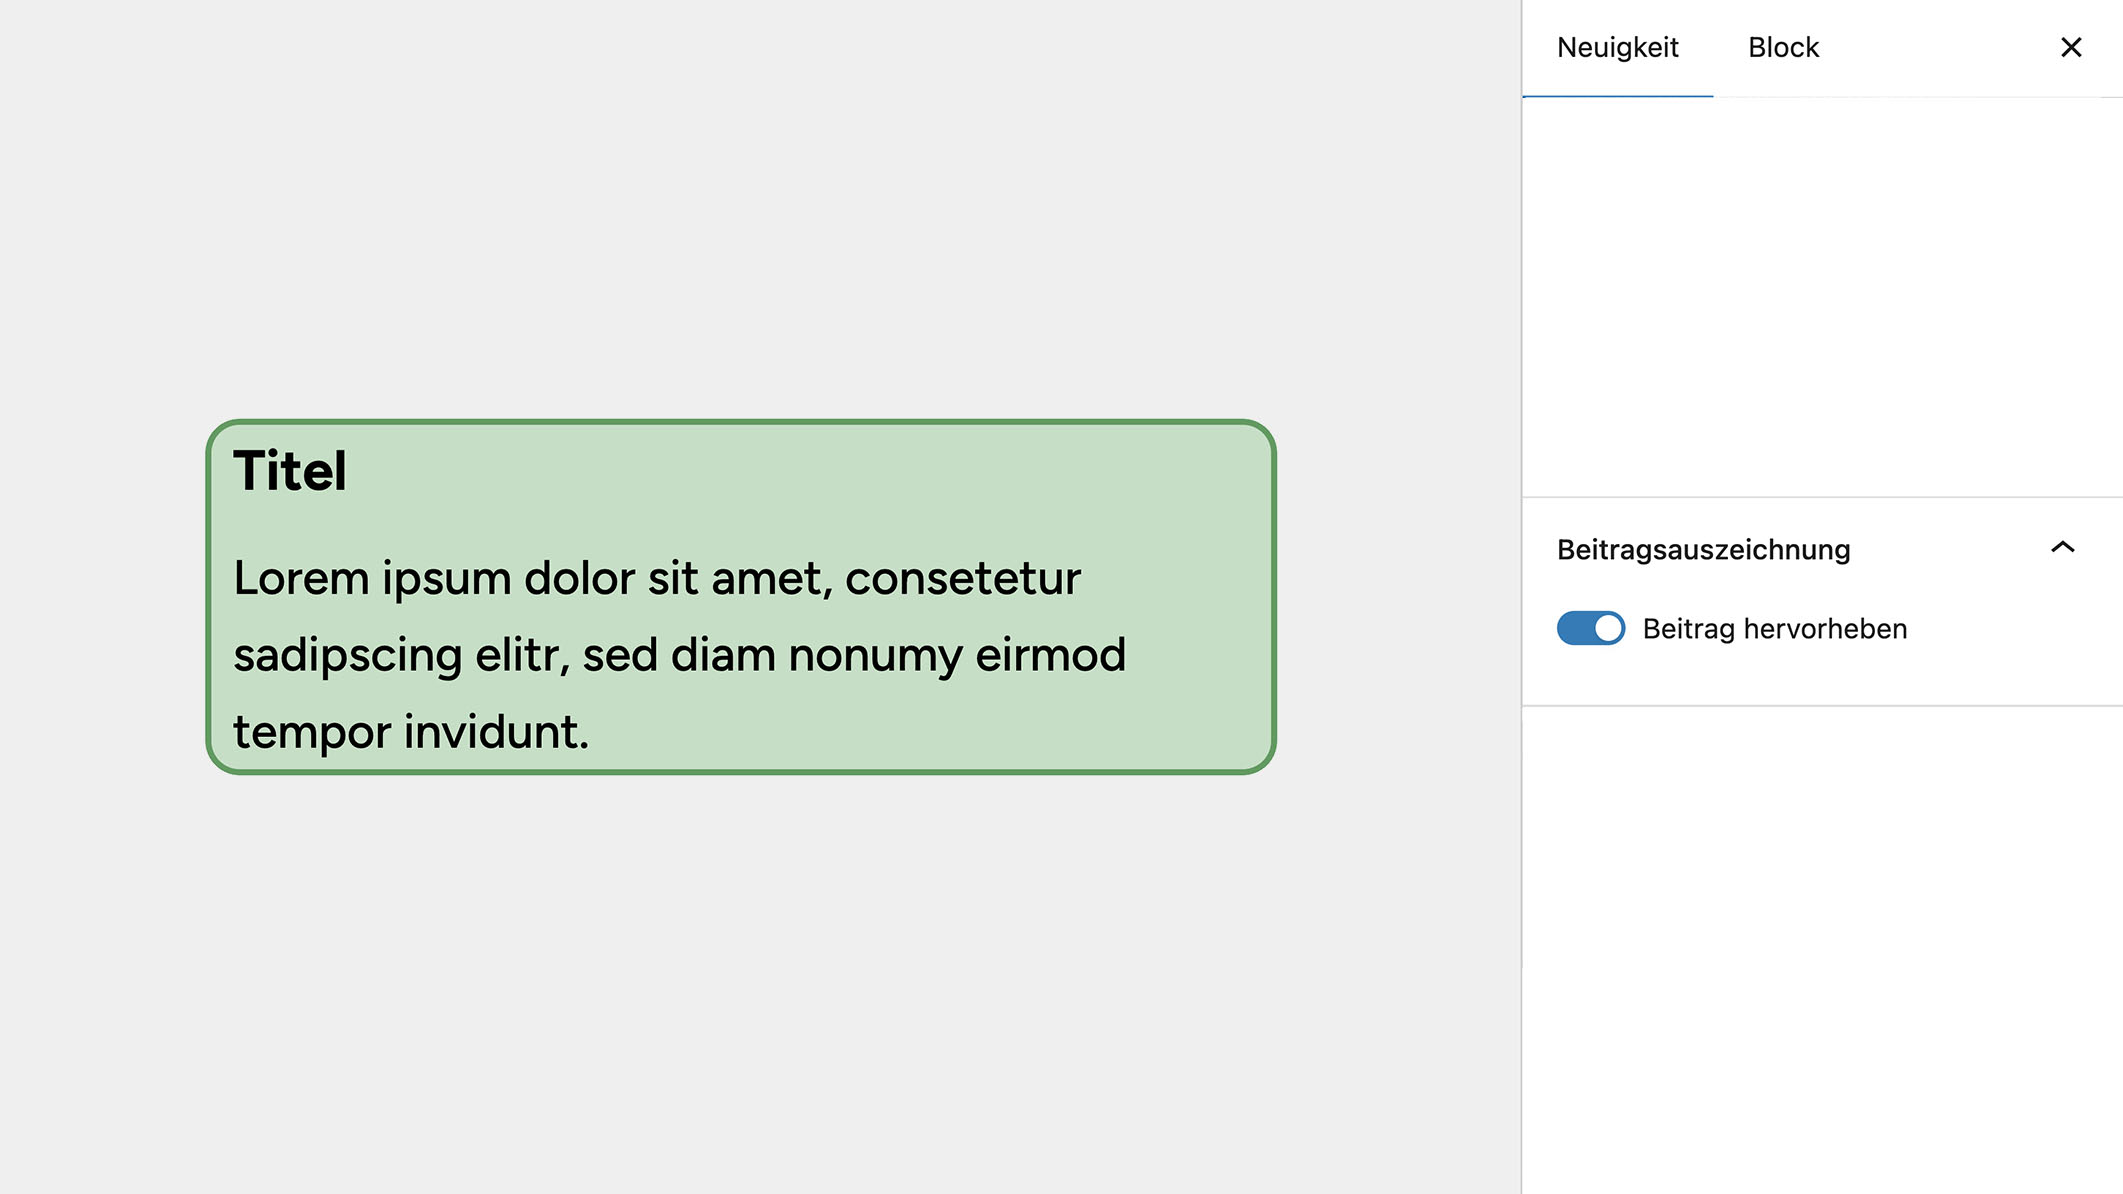 Neuigkeit Block
Titel
Lorem ipsum dolor sit amet, consetetur
sadipscing elitr, sed diam nonumy eirmod
tempor invidunt.
Beitragsauszeichnung
Beitrag hervorheben